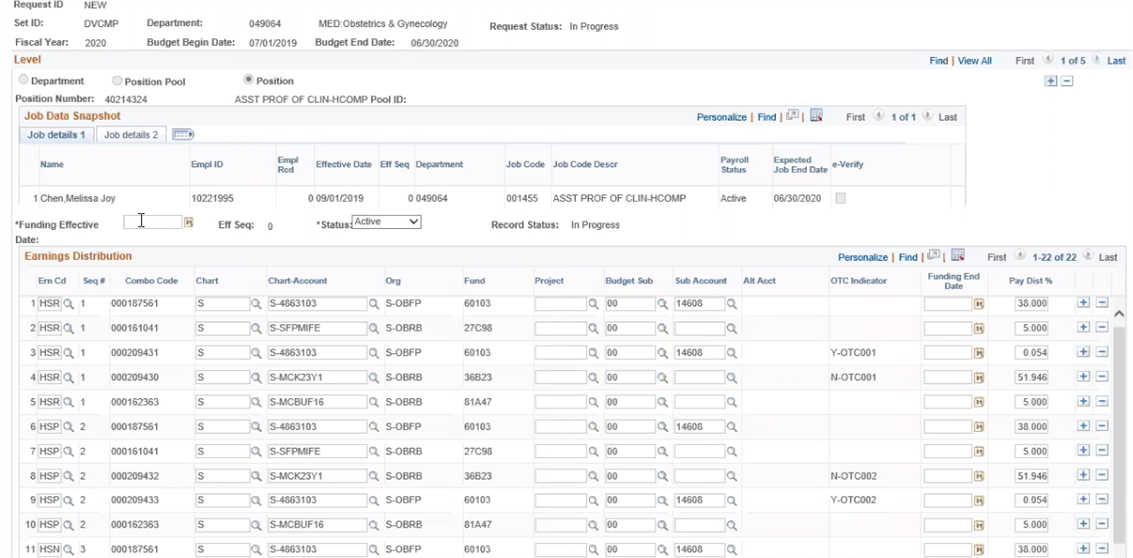 Request ID NEW
Set ID: DVCMP Department: 049064 MED:Obstetrics & Gynecology Request Status: In Progress
Fiscal Year: 2020 Budget Begin Date: 07/01/2019 Budget End Date: 06/30/2020
Level Find | View All First 1 of 5 Last
Department Position Pool Position
Position Number: 40214324 ASST PROF OF CLIN-HCOMP Pool ID:
Job Data Snapshot Personalize | Find | First 1 of 1 Last
Job details 1 Job details 2
Name Empl ID Empl Rcd Effective Date Eff Seq Department Job Code Job Code Descr Payroll Status Expected Job End Date e-Verify
1 Chen,Melissa Joy 10221995 0 09/01/2019 0 049064 001455 ASST PROF OF CLIN-HCOMP Active 06/30/2020
*Funding Effective Date: Eff Seq: 0 *Status: Active Record Status: In Progress
Earnings Distribution Personalize | Find | First 1-22 of 22 Last
Ern Cd Seq # Combo Code Chart Chart-Account Org Fund Project Budget Sub Sub Account Alt Acct OTC Indicator Funding End Date Pay Dist %
1 HSR 1 000187561 S S-4863103 S-OBFP 60103 00 14608 38.000
2 HSR 1 000161041 S S-SFPMIFE S-OBRB 27C98 00 5.000
3 HSR 1 000209431 S S-4863103 S-OBFP 60103 00 14608 Y-OTC001 0.054
4 HSR 1 000209430 S S-MCK23Y1 S-OBRB 36B23 00 N-OTC001 51.946
5 HSR 1 000162363 S S-MCBUF16 S-OBRB 81A47 00 5.000
6 HSP 2 000187561 S S-4863103 S-OBFP 60103 00 14608 38.000
7 HSP 2 000161041 S S-SFPMIFE S-OBRB 27C98 00 5.000
8 HSP 2 000209432 S S-MCK23Y1 S-OBRB 36B23 00 N-OTC002 51.946
9 HSP 2 000209433 S S-4863103 S-OBFP 60103 00 14608 Y-OTC002 0.054
10 HSP 2 000162363 S S-MCBUF16 S-OBRB 81A47 00 5.000
11 HSN 3 000187561 S S-4863103 S-OBFP 60103 00 14608 38.000